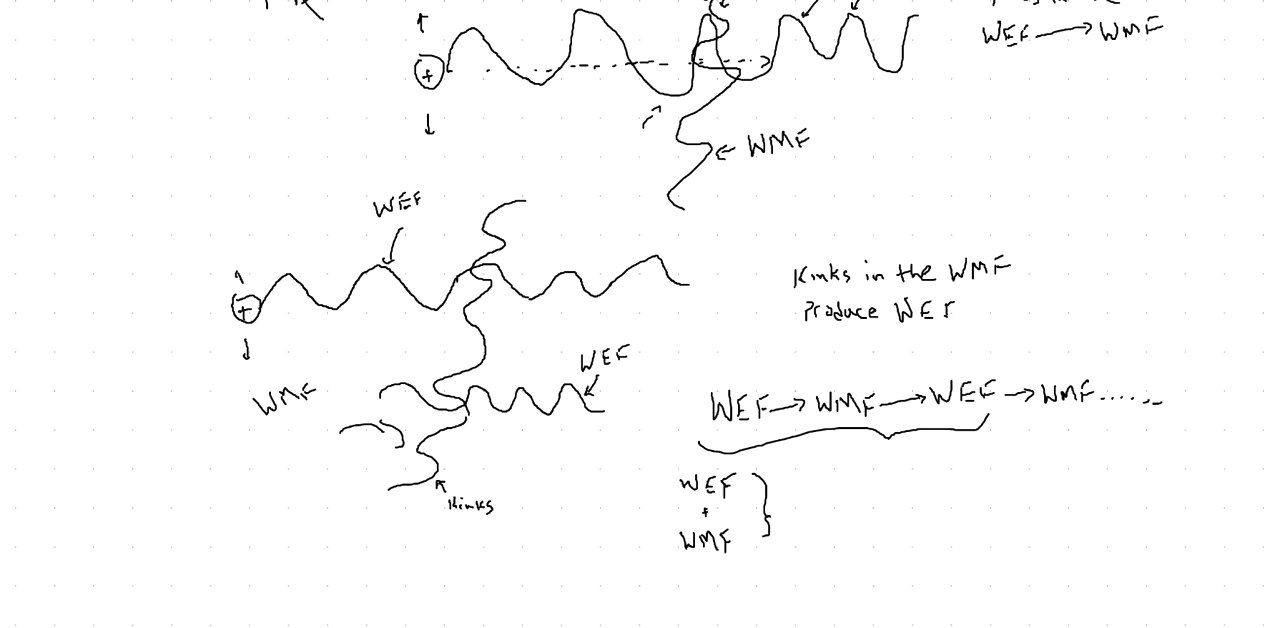 WEF → WMF
+
← WMF
WEF
Kinks in the WMF
+
Produce WEF
WEF
WMF
WEF → WMF → WEF → WMF......
WEF
Kinks
+
WMF